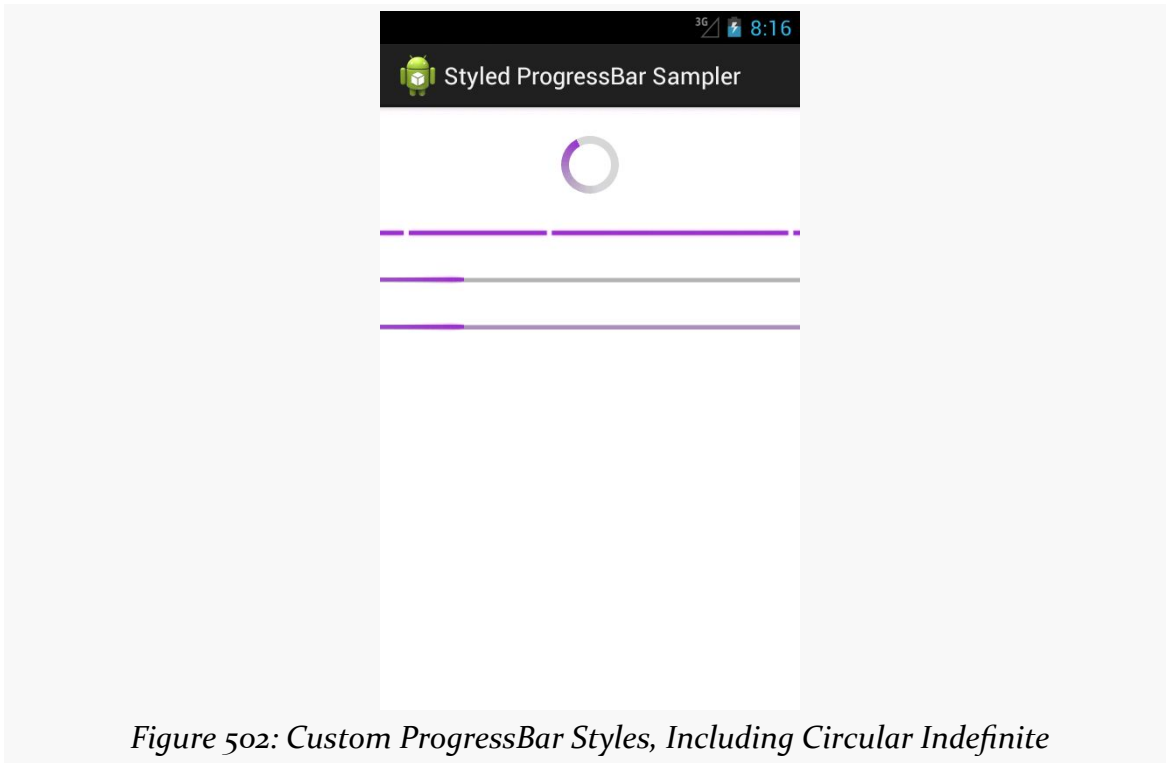 3G 8:16
Styled ProgressBar Sampler
Figure 502: Custom ProgressBar Styles, Including Circular Indefinite